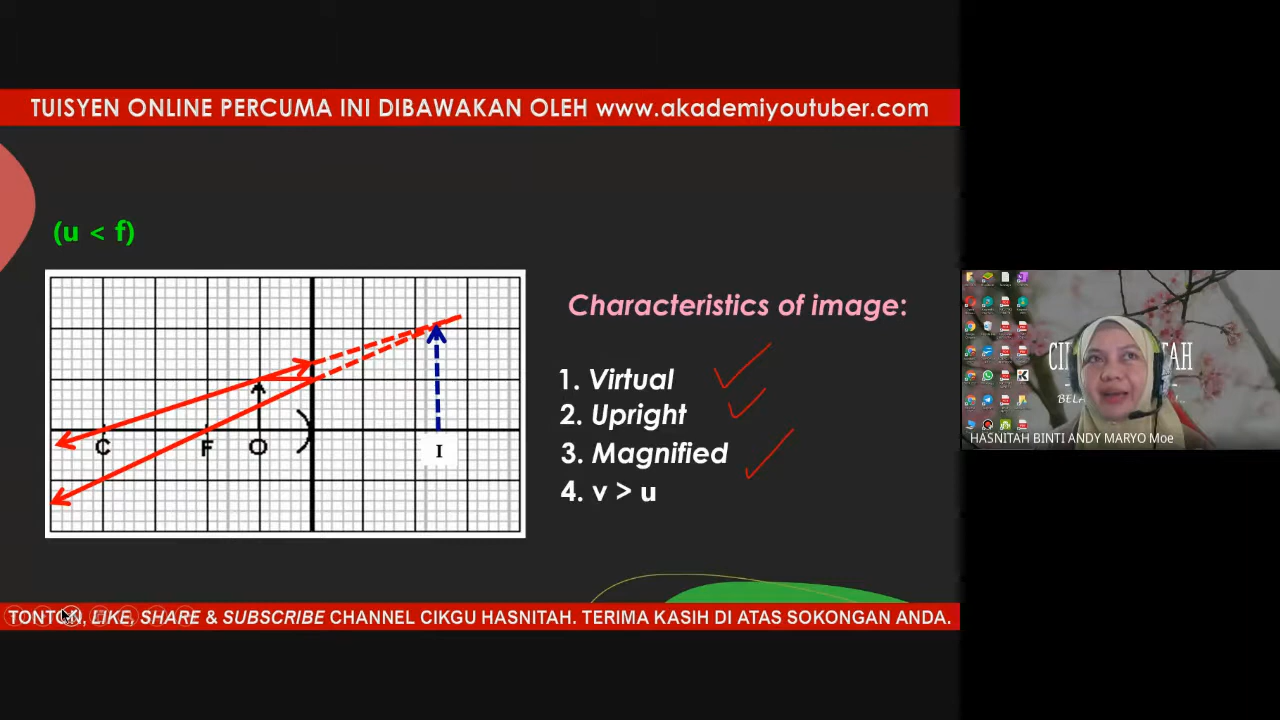 TUISYEN ONLINE PERCUMA INI DIBAWAKAN OLEH www.akademiyoutuber.com
(u < f)
C F O I
Characteristics of image:
1. Virtual
2. Upright
3. Magnified
4. v > u
HASNITAH BINTI ANDY MARYO Moe
TONTON, LIKE, SHARE & SUBSCRIBE CHANNEL CIKGU HASNITAH. TERIMA KASIH DI ATAS SOKONGAN ANDA.